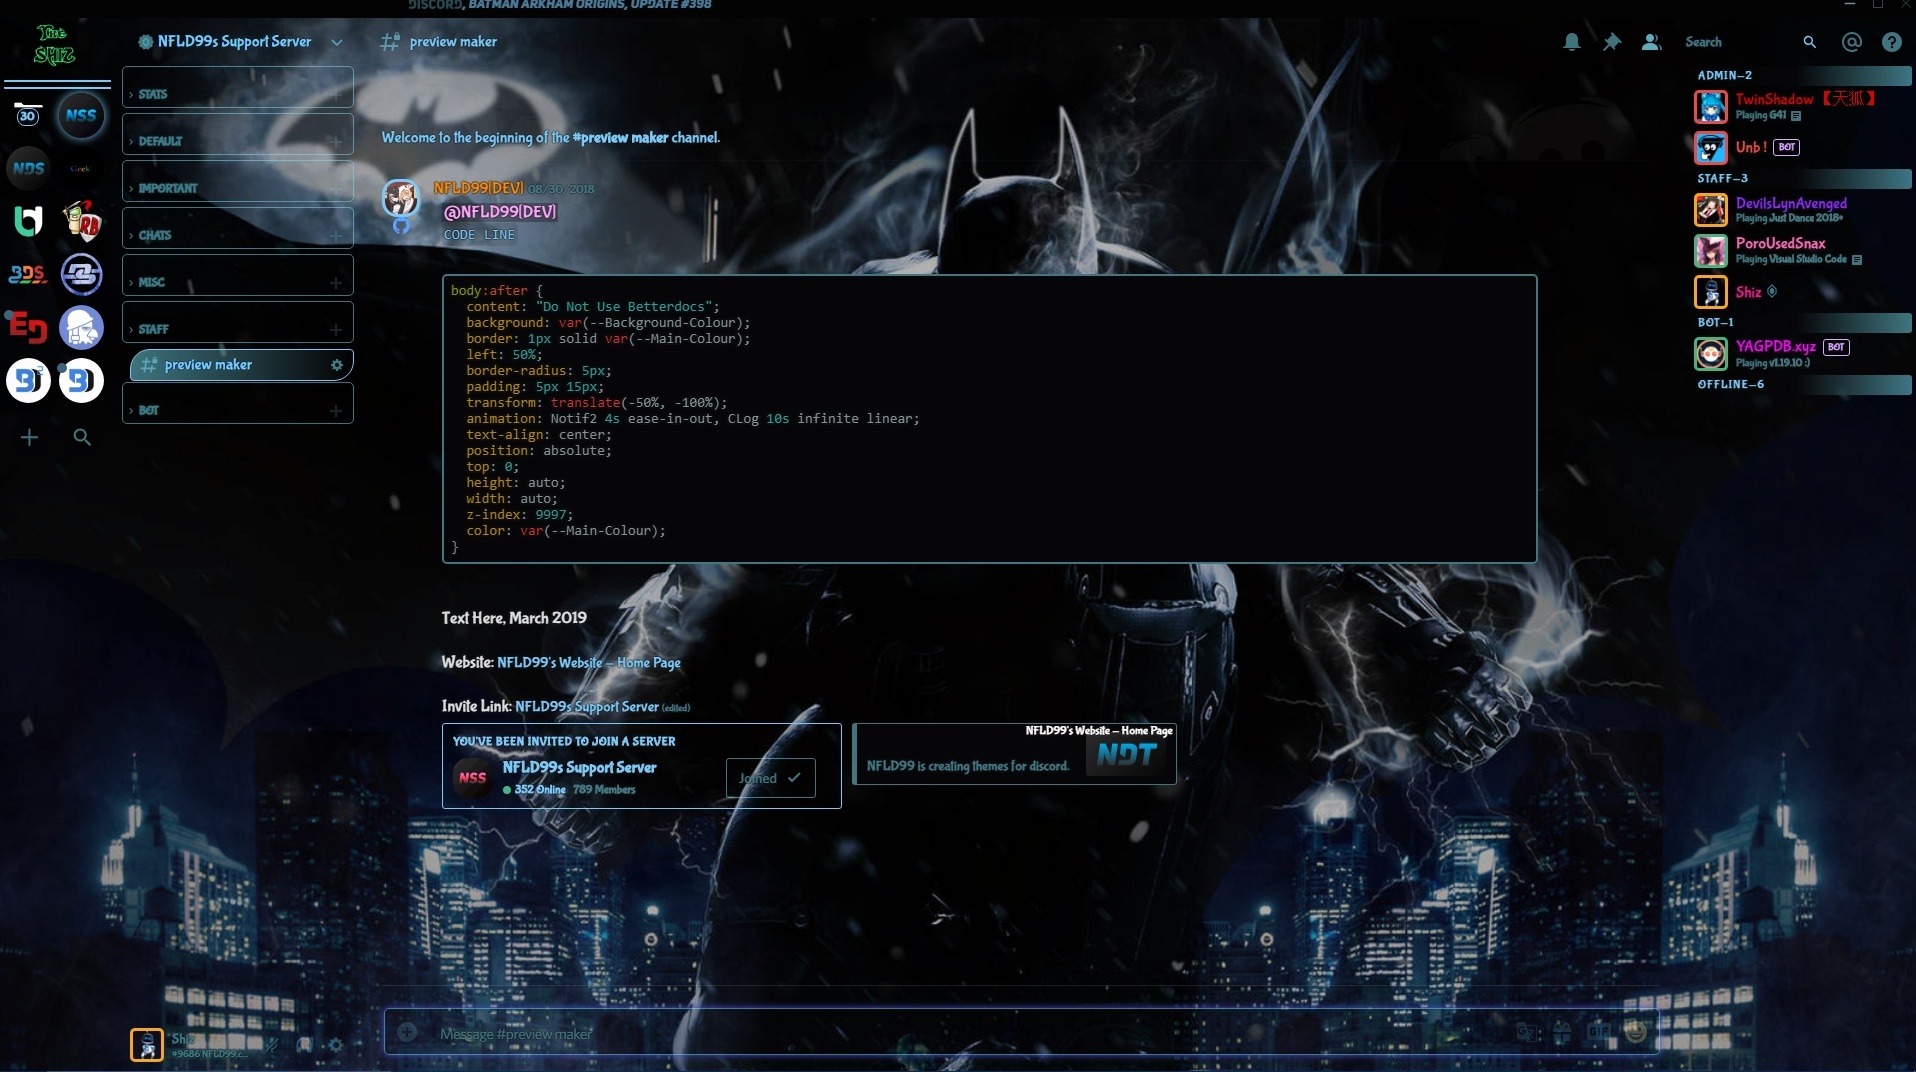 DISCORD, BATMAN ARKHAM ORIGINS, UPDATE #398
The
SHIZ
NFLD99s Support Server
preview maker
Search
30
NSS
NDS
Geek
RB
BDS
ED
STATS
DEFAULT
IMPORTANT
CHATS
MISC
STAFF
preview maker
BOT
Welcome to the beginning of the #preview maker channel.
NFLD99[DEV] 08/30/2018
@NFLD99[DEV]
CODE LINE
body:after {
content: "Do Not Use Betterdocs";
background: var(--Background-Colour);
border: 1px solid var(--Main-Colour);
left: 50%;
border-radius: 5px;
padding: 5px 15px;
transform: translate(-50%, -100%);
animation: Notif2 4s ease-in-out, CLog 10s infinite linear;
text-align: center;
position: absolute;
top: 0;
height: auto;
width: auto;
z-index: 9997;
color: var(--Main-Colour);
}
Text Here, March 2019
Website: NFLD99's Website – Home Page
Invite Link: NFLD99s Support Server (edited)
YOU'VE BEEN INVITED TO JOIN A SERVER
NSS
NFLD99s Support Server
352 Online 789 Members
Joined
NFLD99's Website – Home Page
NFLD99 is creating themes for discord.
NDT
Message #preview maker
GIF
Shiz
#9686 NFLD99.c...
ADMIN—2
TwinShadow 【天狐】
Playing G41
Unb ! BOT
STAFF—3
DevilsLynAvenged
Playing Just Dance 2018®
PoroUsedSnax
Playing Visual Studio Code
Shiz
BOT—1
YAGPDB.xyz BOT
Playing v1.19.10 :)
OFFLINE—6